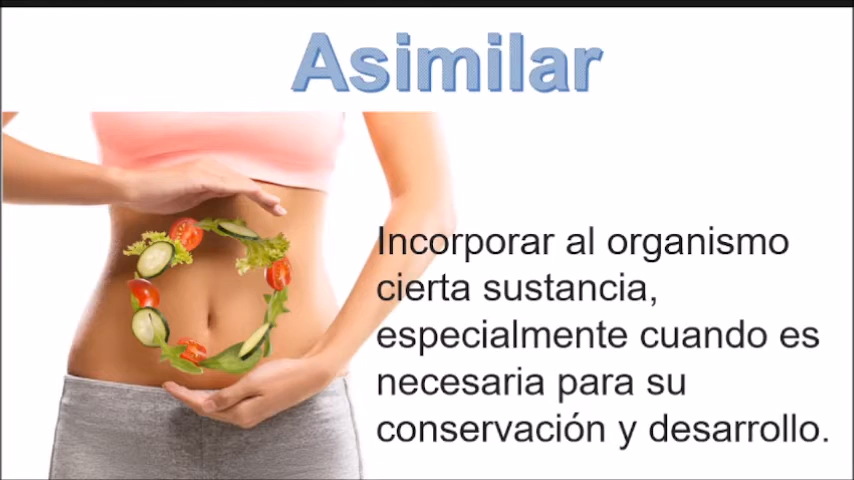 Asimilar
Incorporar al organismo
cierta sustancia,
especialmente cuando es
necesaria para su
conservación y desarrollo.